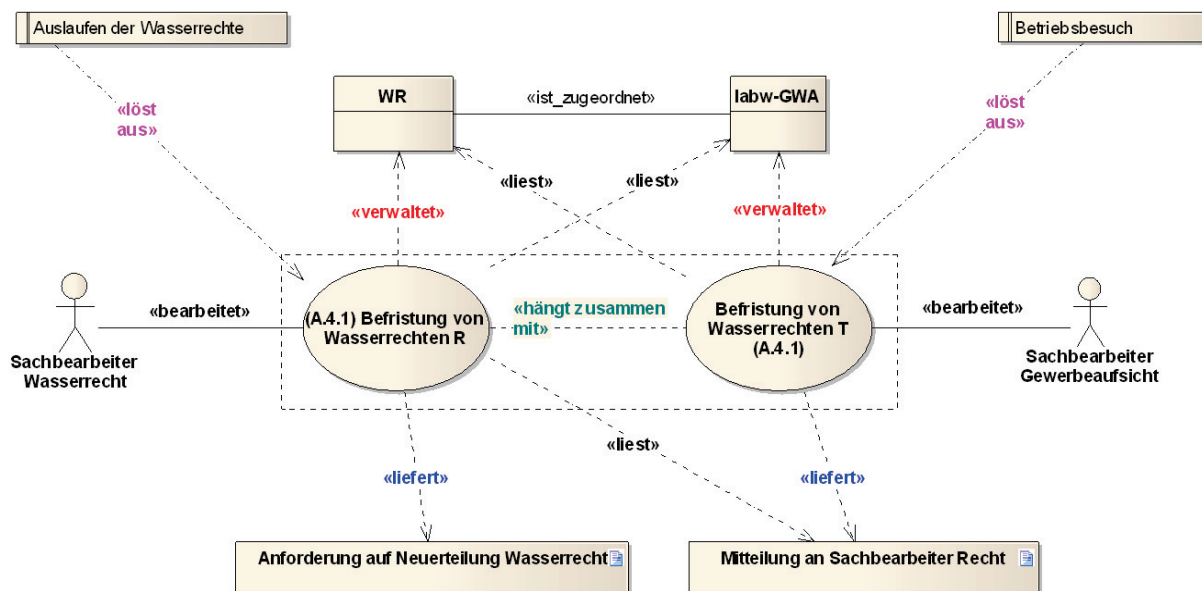 Auslaufen der Wasserrechte
Betriebsbesuch
«löst
aus»
WR
«ist_zugeordnet»
labw-GWA
«löst
aus»
«liest»
«liest»
«verwaltet»
«verwaltet»
«bearbeitet»
(A.4.1) Befristung von
Wasserrechten R
«hängt zusammen
mit»
Befristung von
Wasserrechten T
(A.4.1)
«bearbeitet»
Sachbearbeiter
Wasserrecht
Sachbearbeiter
Gewerbeaufsicht
«liest»
«liefert»
«liefert»
Anforderung auf Neuerteilung Wasserrecht
Mitteilung an Sachbearbeiter Recht